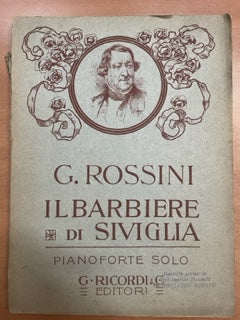 G. ROSSINI
IL BARBIERE
DI SIVIGLIA
PIANOFORTE SOLO
G. RICORDI & C.
EDITORI